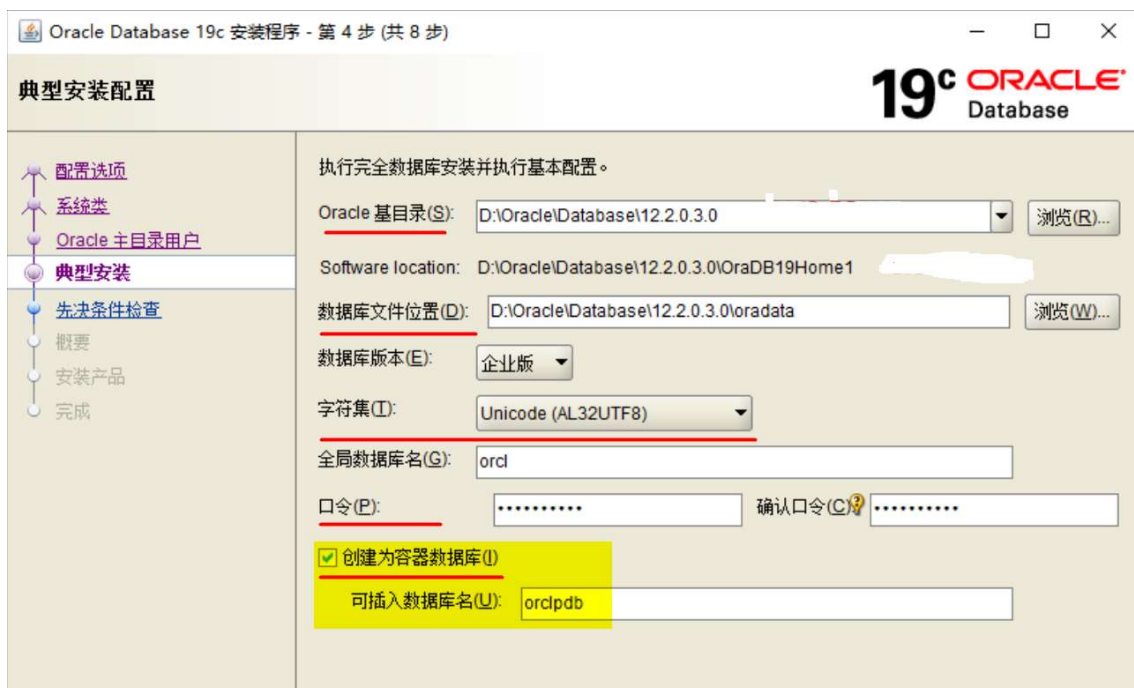 Oracle Database 19c 安装程序 - 第 4 步 (共 8 步)
典型安装配置
19c ORACLE Database
配置选项
系统类
Oracle 主目录用户
典型安装
先决条件检查
概要
安装产品
完成
执行完全数据库安装并执行基本配置。
Oracle 基目录(S): D:\Oracle\Database\12.2.0.3.0 浏览(R)...
Software location: D:\Oracle\Database\12.2.0.3.0\OraDB19Home1
数据库文件位置(D): D:\Oracle\Database\12.2.0.3.0\oradata 浏览(W)...
数据库版本(E): 企业版
字符集(T): Unicode (AL32UTF8)
全局数据库名(G): orcl
口令(P): •••••••••• 确认口令(C) ••••••••••
创建为容器数据库(I)
可插入数据库名(U): orclpdb